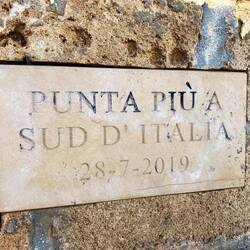 PUNTA PIÙ A
SUD D'ITALIA
28-7-2019